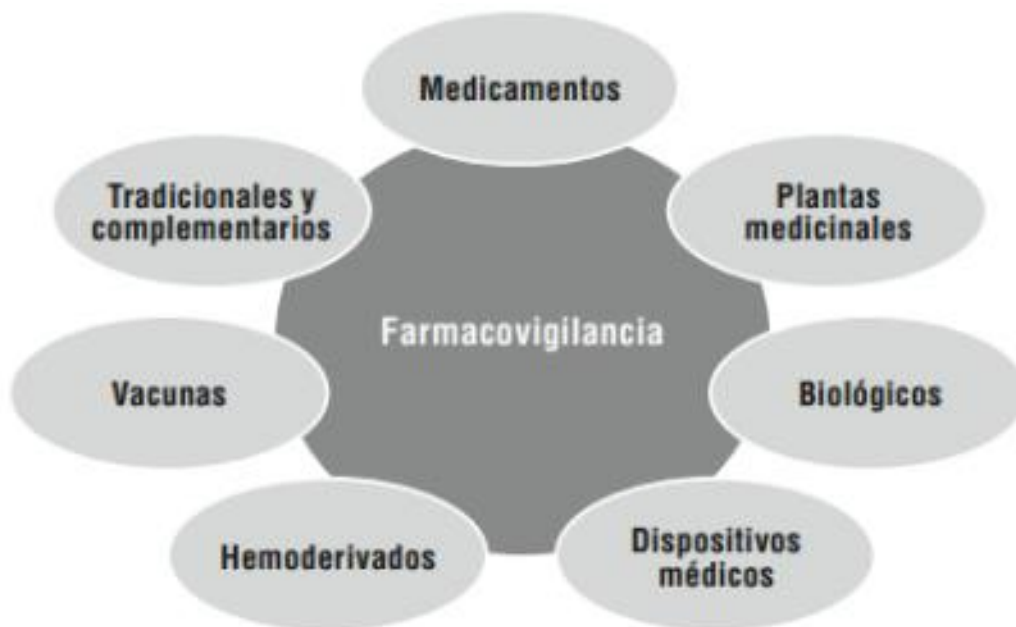 Medicamentos
Tradicionales y
complementarios
Plantas
medicinales
Farmacovigilancia
Vacunas
Biológicos
Hemoderivados
Dispositivos
médicos